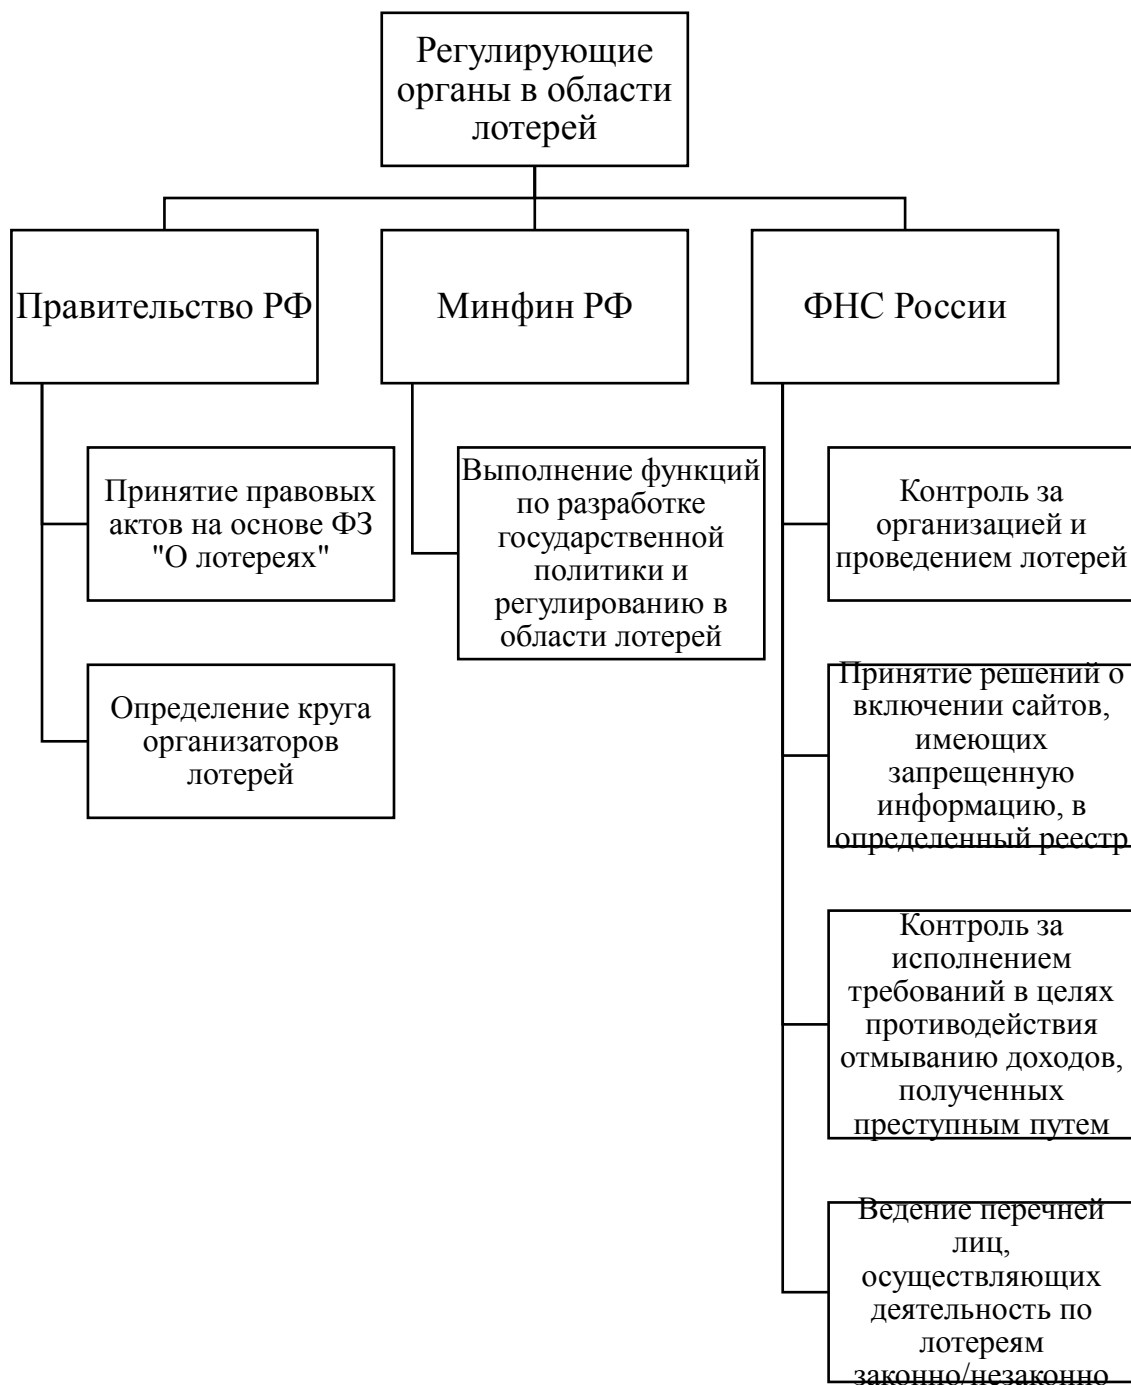 Регулирующие
органы в области
лотерей
Правительство РФ
Минфин РФ
ФНС России
Принятие правовых
актов на основе ФЗ
"О лотереях"
Определение круга
организаторов
лотерей
Выполнение функций
по разработке
государственной
политики и
регулированию в
области лотерей
Контроль за
организацией и
проведением лотерей
Принятие решений о
включении сайтов,
имеющих
запрещенную
информацию, в
определенный реестр
Контроль за
исполнением
требований в целях
противодействия
отмыванию доходов,
полученных
преступным путем
Ведение перечней
лиц,
осуществляющих
деятельность по
лотереям
законно/незаконно